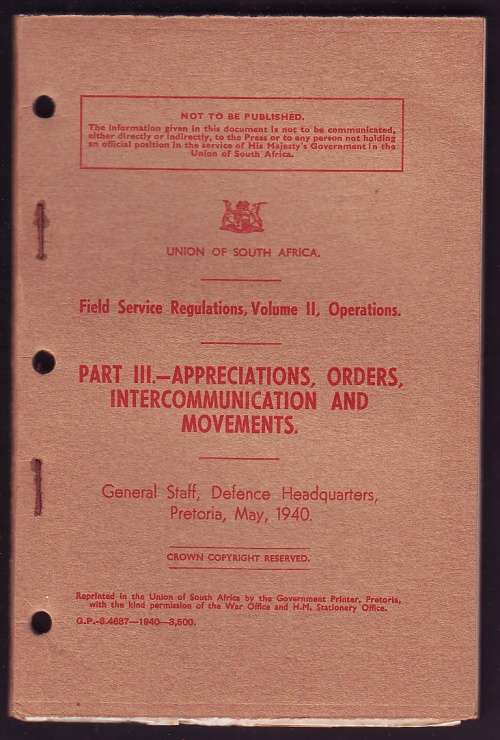 NOT TO BE PUBLISHED.
The information given in this document is not to be communicated,
either directly or indirectly, to the Press or to any person not holding
an official position in the service of His Majesty's Government in the
Union of South Africa.
UNION OF SOUTH AFRICA.
Field Service Regulations, Volume II, Operations.
PART III.—APPRECIATIONS, ORDERS,
INTERCOMMUNICATION AND
MOVEMENTS.
General Staff, Defence Headquarters,
Pretoria, May, 1940.
CROWN COPYRIGHT RESERVED.
Reprinted in the Union of South Africa by the Government Printer, Pretoria,
with the kind permission of the War Office and H.M. Stationery Office.
G.P.-S.4687—1940—3,500.